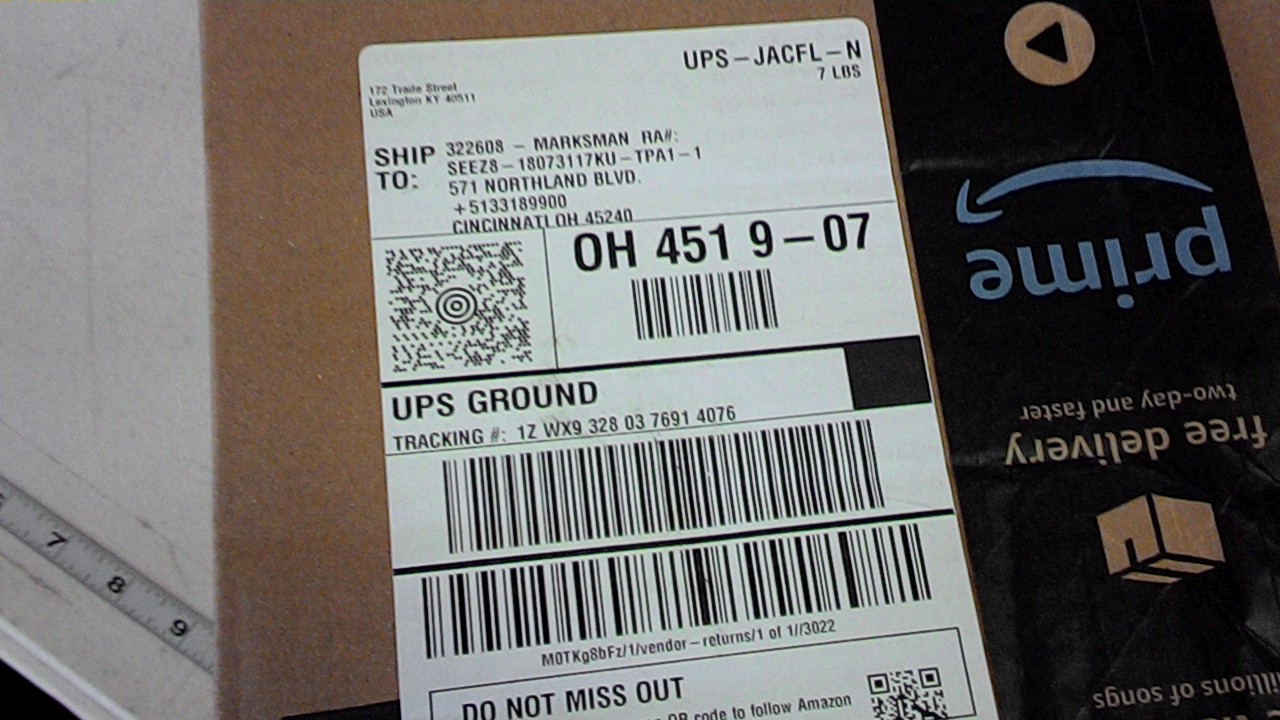 UPS-JACFL-N
7 LBS
172 Trade Street
Lexington KY 40511
USA
SHIP TO:
322608 - MARKSMAN RA#:
SEEZ8-18073117KU-TPA1-1
571 NORTHLAND BLVD.
+5133189900
CINCINNATI OH 45240
OH 451 9-07
UPS GROUND
TRACKING #: 1Z WX9 328 03 7691 4076
M0TKg8bFz/1/vendor-returns/1 of 1//3022
DO NOT MISS OUT
QR code to follow Amazon
prime
two-day and faster
free delivery
illions of songs
7
8
9